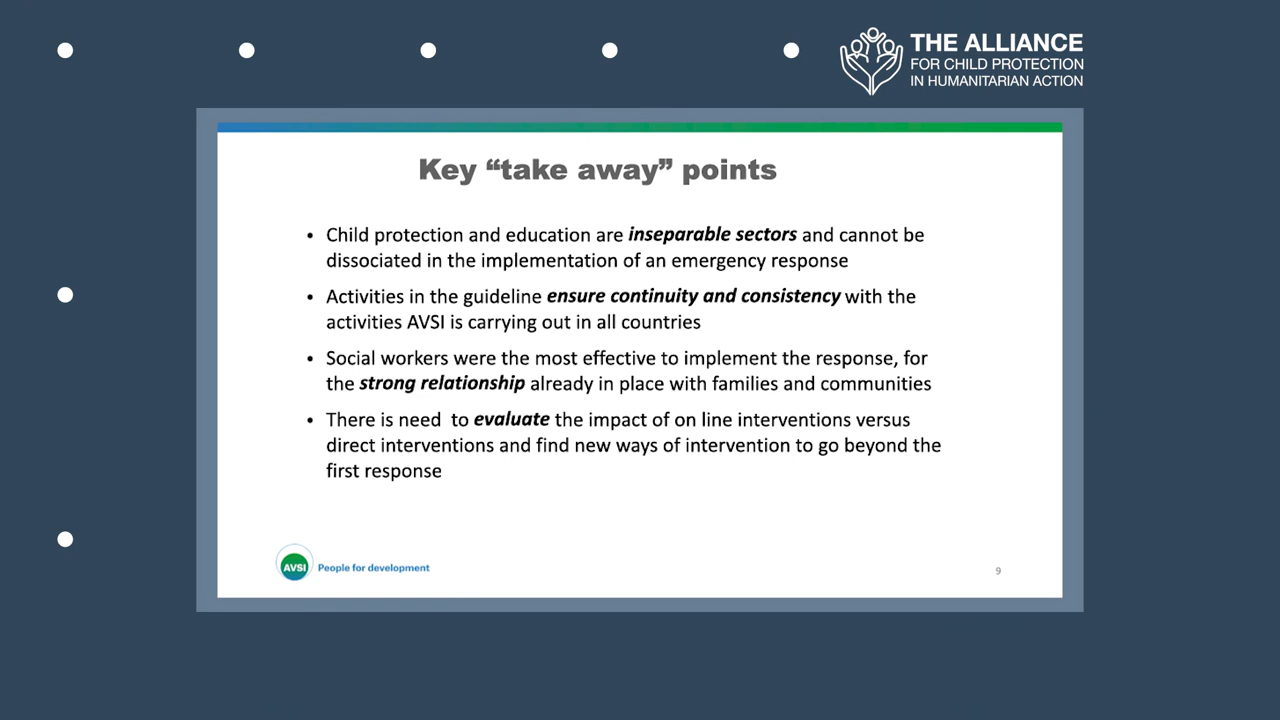 THE ALLIANCE
FOR CHILD PROTECTION
IN HUMANITARIAN ACTION
Key “take away” points
• Child protection and education are inseparable sectors and cannot be
dissociated in the implementation of an emergency response
• Activities in the guideline ensure continuity and consistency with the
activities AVSI is carrying out in all countries
• Social workers were the most effective to implement the response, for
the strong relationship already in place with families and communities
• There is need  to evaluate the impact of on line interventions versus
direct interventions and find new ways of intervention to go beyond the
first response
AVSI People for development
9